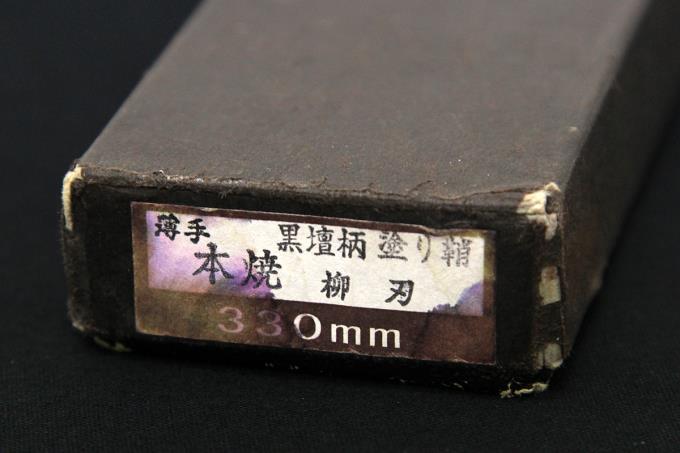 薄手 黒壇柄 塗り鞘
本焼 柳刃
330mm